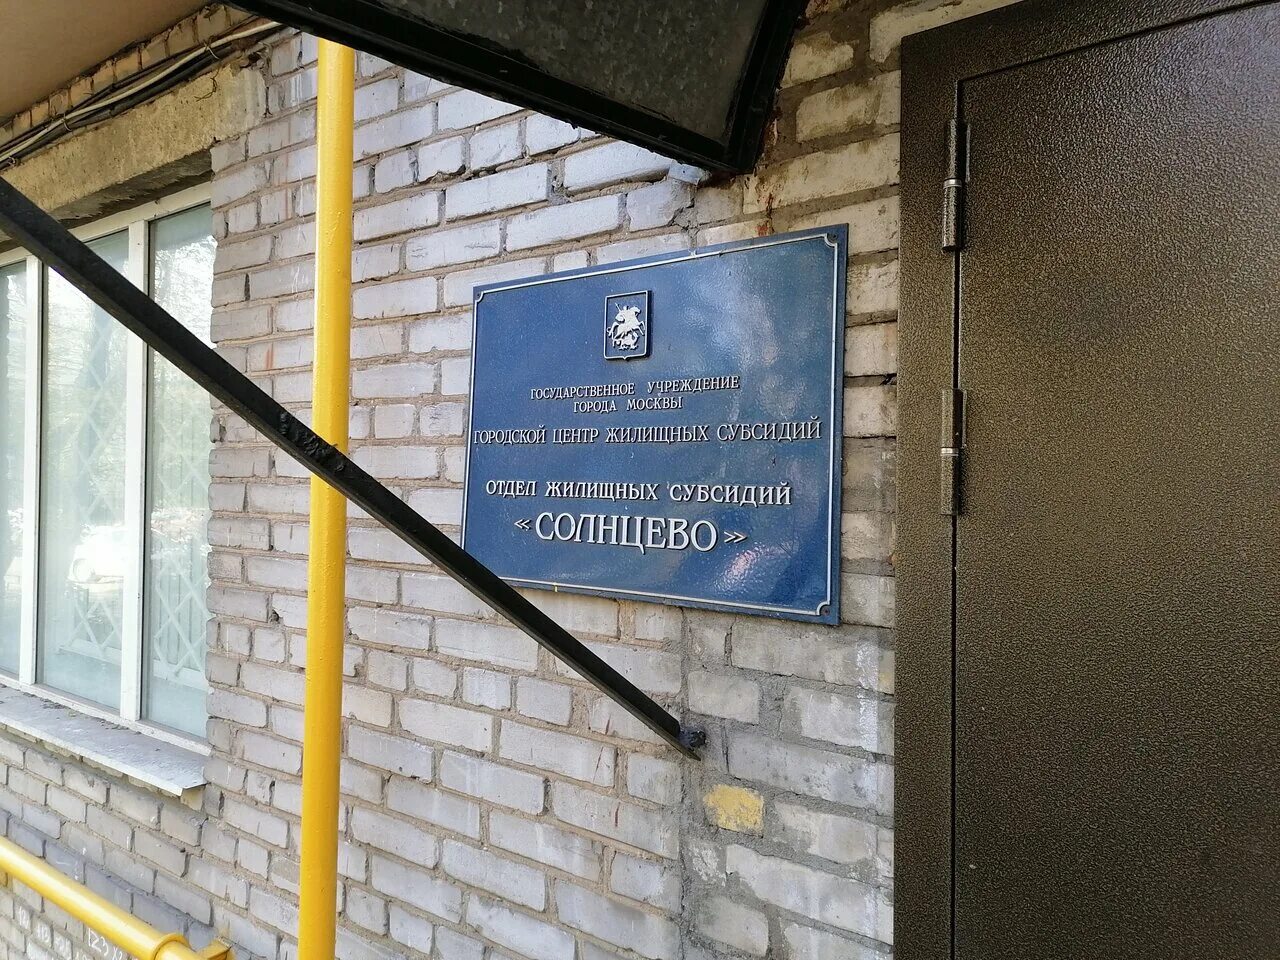 ГОСУДАРСТВЕННОЕ УЧРЕЖДЕНИЕ
ГОРОДА МОСКВЫ
ГОРОДСКОЙ ЦЕНТР ЖИЛИЩНЫХ СУБСИДИЙ
ОТДЕЛ ЖИЛИЩНЫХ СУБСИДИЙ
«СОЛНЦЕВО»